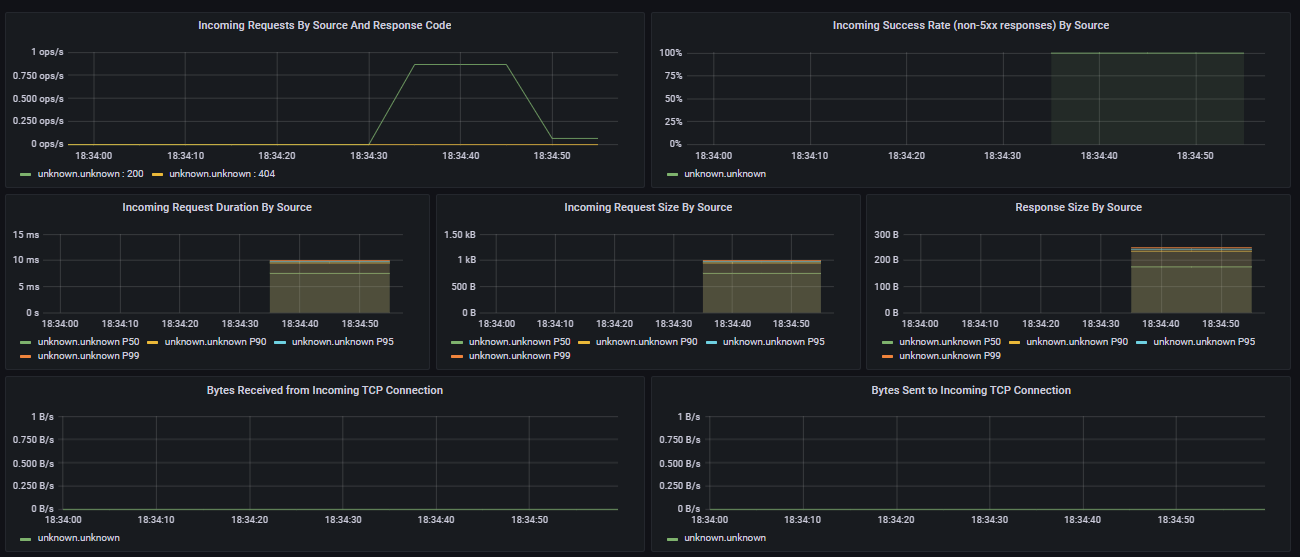 Incoming Requests By Source And Response Code
1 ops/s
0.750 ops/s
0.500 ops/s
0.250 ops/s
0 ops/s
18:34:00 18:34:10 18:34:20 18:34:30 18:34:40 18:34:50
unknown.unknown : 200 unknown.unknown : 404
Incoming Success Rate (non-5xx responses) By Source
100%
75%
50%
25%
0%
18:34:00 18:34:10 18:34:20 18:34:30 18:34:40 18:34:50
unknown.unknown
Incoming Request Duration By Source
15 ms
10 ms
5 ms
0 s
18:34:00 18:34:10 18:34:20 18:34:30 18:34:40 18:34:50
unknown.unknown P50 unknown.unknown P90 unknown.unknown P95
unknown.unknown P99
Incoming Request Size By Source
1.50 kB
1 kB
500 B
0 B
18:34:00 18:34:10 18:34:20 18:34:30 18:34:40 18:34:50
unknown.unknown P50 unknown.unknown P90 unknown.unknown P95
unknown.unknown P99
Response Size By Source
300 B
200 B
100 B
0 B
18:34:00 18:34:10 18:34:20 18:34:30 18:34:40 18:34:50
unknown.unknown P50 unknown.unknown P90 unknown.unknown P95
unknown.unknown P99
Bytes Received from Incoming TCP Connection
1 B/s
0.750 B/s
0.500 B/s
0.250 B/s
0 B/s
18:34:00 18:34:10 18:34:20 18:34:30 18:34:40 18:34:50
unknown.unknown
Bytes Sent to Incoming TCP Connection
1 B/s
0.750 B/s
0.500 B/s
0.250 B/s
0 B/s
18:34:00 18:34:10 18:34:20 18:34:30 18:34:40 18:34:50
unknown.unknown